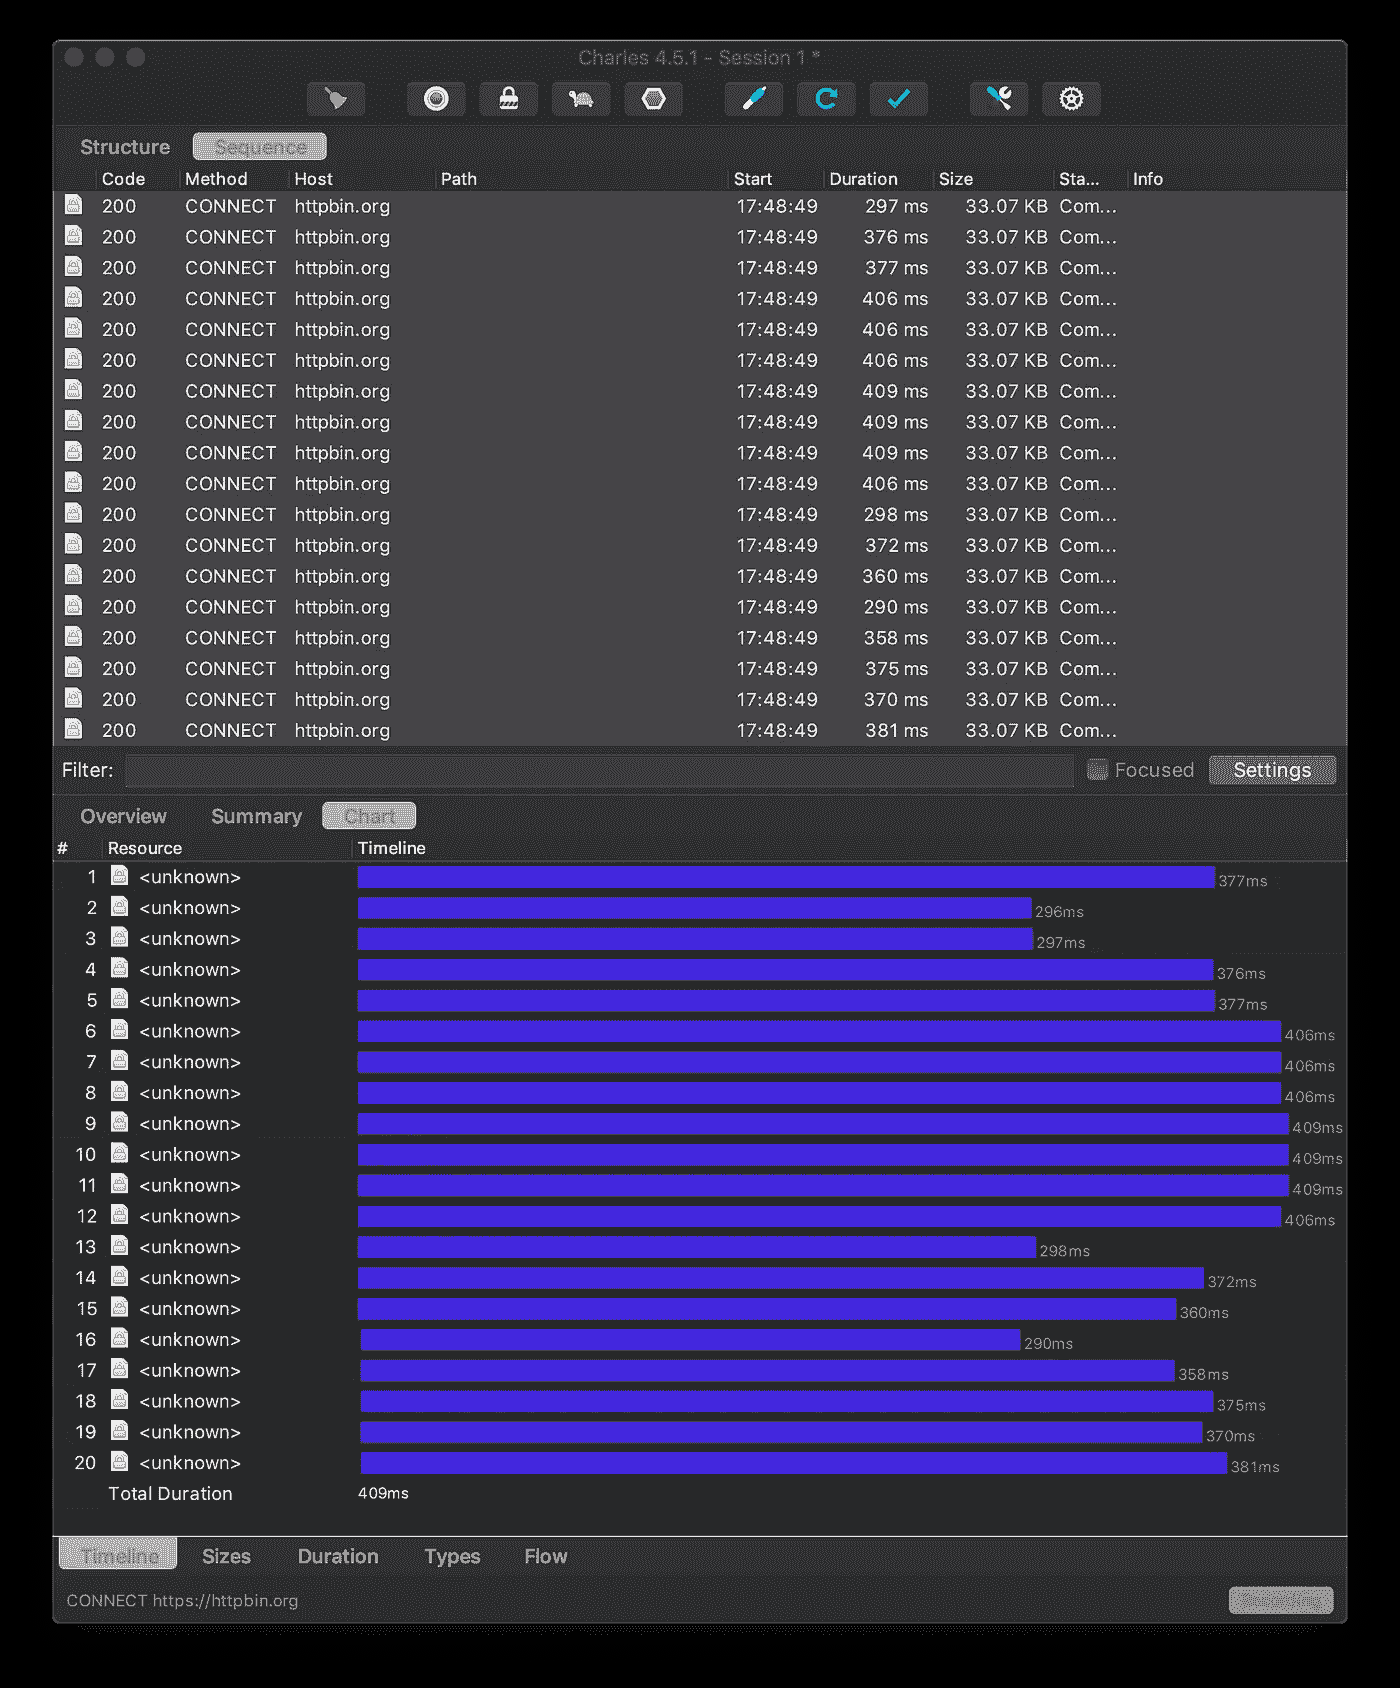 Charles 4.5.1 - Session 1 *
Structure Sequence
Code Method Host Path Start Duration Size Sta... Info
200 CONNECT httpbin.org 17:48:49 297 ms 33.07 KB Com...
200 CONNECT httpbin.org 17:48:49 376 ms 33.07 KB Com...
200 CONNECT httpbin.org 17:48:49 377 ms 33.07 KB Com...
200 CONNECT httpbin.org 17:48:49 406 ms 33.07 KB Com...
200 CONNECT httpbin.org 17:48:49 406 ms 33.07 KB Com...
200 CONNECT httpbin.org 17:48:49 406 ms 33.07 KB Com...
200 CONNECT httpbin.org 17:48:49 409 ms 33.07 KB Com...
200 CONNECT httpbin.org 17:48:49 409 ms 33.07 KB Com...
200 CONNECT httpbin.org 17:48:49 409 ms 33.07 KB Com...
200 CONNECT httpbin.org 17:48:49 406 ms 33.07 KB Com...
200 CONNECT httpbin.org 17:48:49 298 ms 33.07 KB Com...
200 CONNECT httpbin.org 17:48:49 372 ms 33.07 KB Com...
200 CONNECT httpbin.org 17:48:49 360 ms 33.07 KB Com...
200 CONNECT httpbin.org 17:48:49 290 ms 33.07 KB Com...
200 CONNECT httpbin.org 17:48:49 358 ms 33.07 KB Com...
200 CONNECT httpbin.org 17:48:49 375 ms 33.07 KB Com...
200 CONNECT httpbin.org 17:48:49 370 ms 33.07 KB Com...
200 CONNECT httpbin.org 17:48:49 381 ms 33.07 KB Com...
Filter: Focused Settings
Overview Summary Chart
# Resource Timeline
1 <unknown> 377ms
2 <unknown> 296ms
3 <unknown> 297ms
4 <unknown> 376ms
5 <unknown> 377ms
6 <unknown> 406ms
7 <unknown> 406ms
8 <unknown> 406ms
9 <unknown> 409ms
10 <unknown> 409ms
11 <unknown> 409ms
12 <unknown> 406ms
13 <unknown> 298ms
14 <unknown> 372ms
15 <unknown> 360ms
16 <unknown> 290ms
17 <unknown> 358ms
18 <unknown> 375ms
19 <unknown> 370ms
20 <unknown> 381ms
Total Duration 409ms
Timeline Sizes Duration Types Flow
CONNECT https://httpbin.org